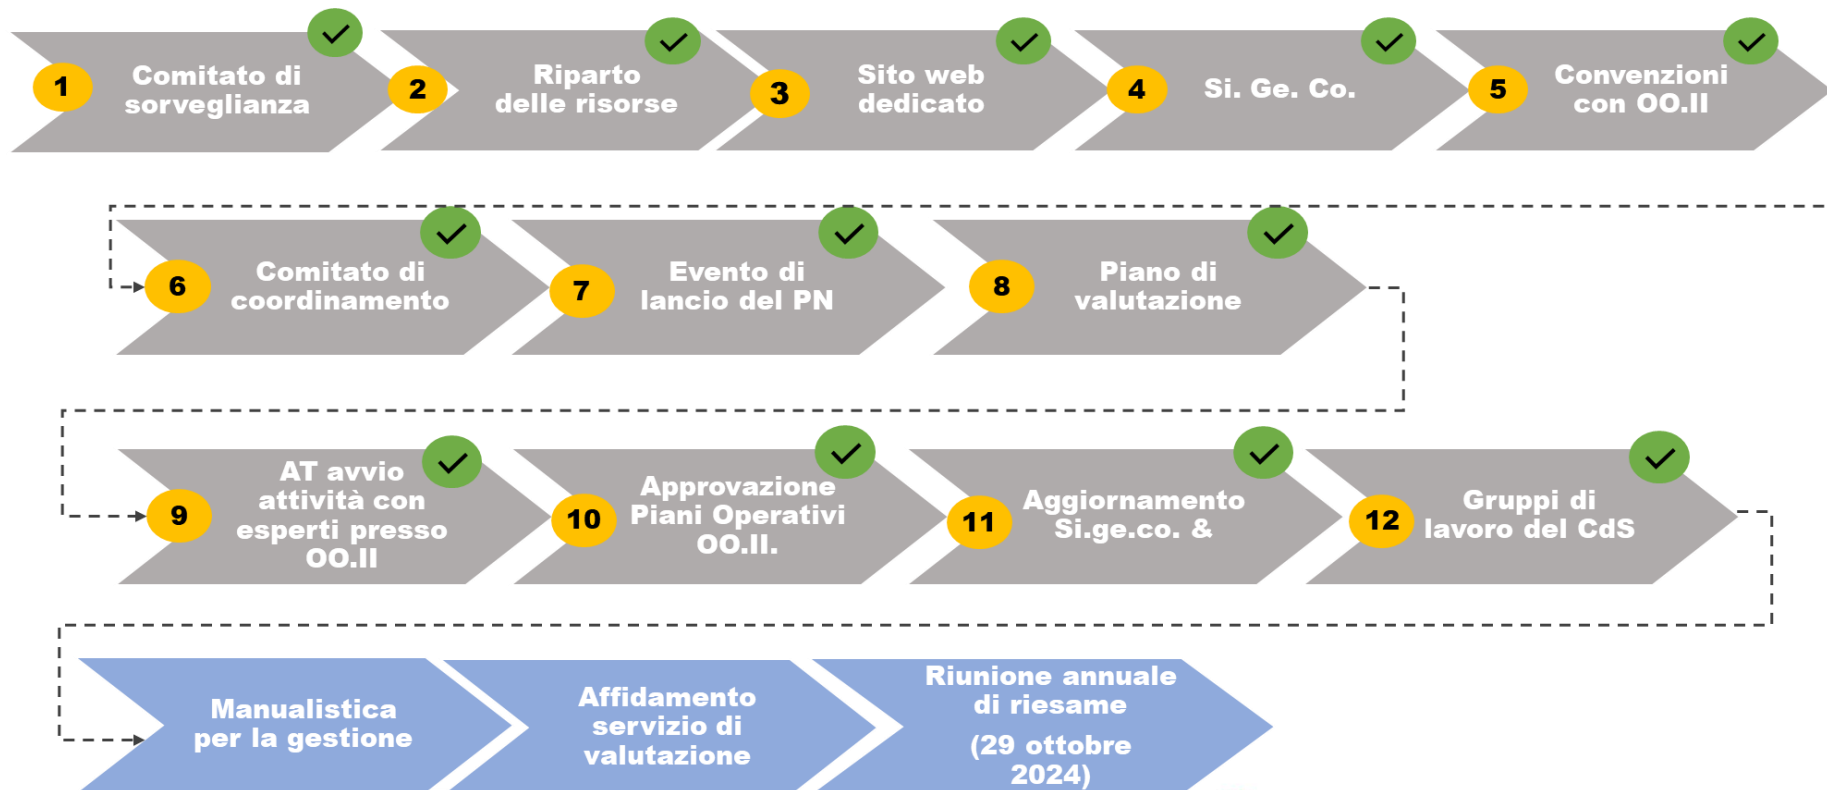 1
Comitato di
sorveglianza
2
Riparto
delle risorse
3
Sito web
dedicato
4
Si. Ge. Co.
5
Convenzioni
con OO.II
6
Comitato di
coordinamento
7
Evento di
lancio del PN
8
Piano di
valutazione
9
AT avvio
attività con
esperti presso
OO.II
10
Approvazione
Piani Operativi
OO.II.
11
Aggiornamento
Si.ge.co. &
12
Gruppi di
lavoro del CdS
Manualistica
per la gestione
Affidamento
servizio di
valutazione
Riunione annuale
di riesame
(29 ottobre
2024)